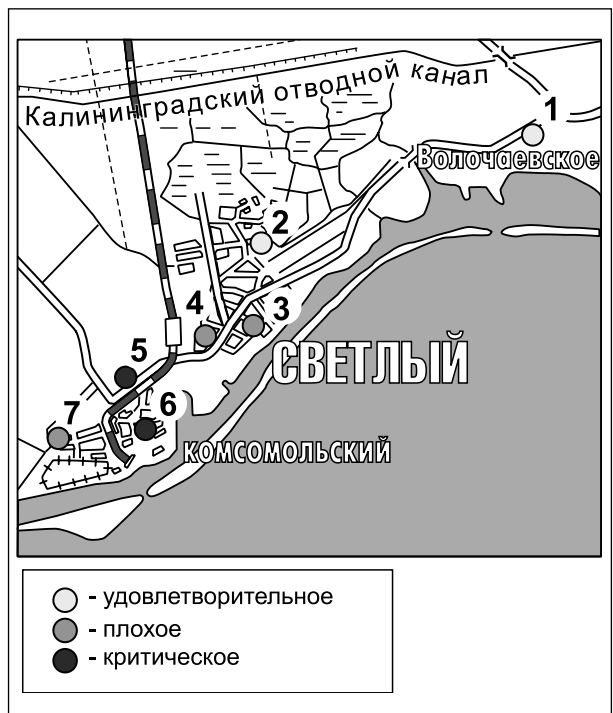 Калининградский отводной канал
1
Волочаевское
2
4
3
СВЕТЛЫЙ
5
6
7
КОМСОМОЛЬСКИЙ
- удовлетворительное
- плохое
- критическое